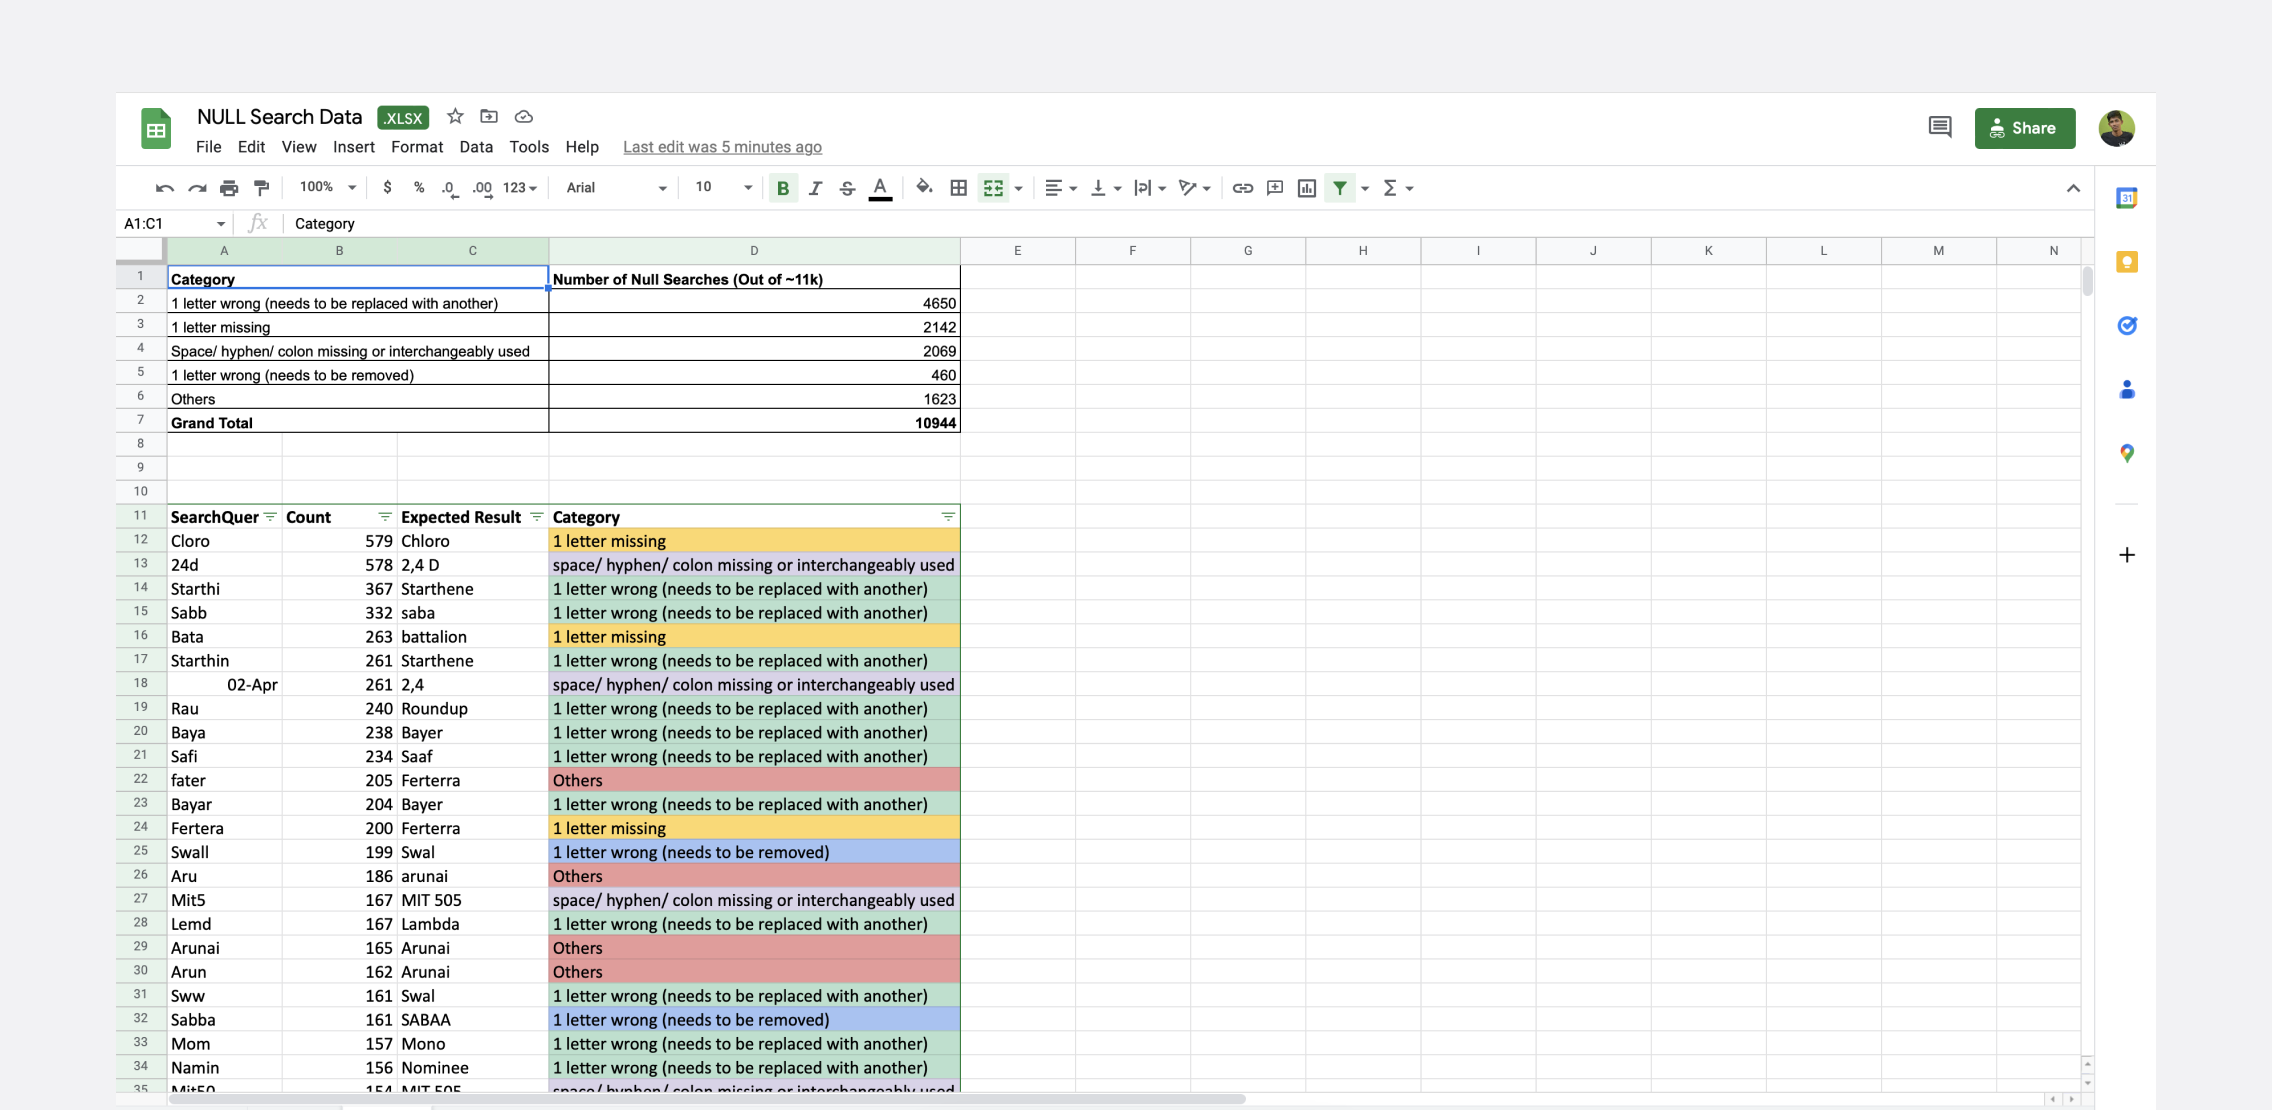 NULL Search Data .XLSX
File Edit View Insert Format Data Tools Help Last edit was 5 minutes ago
Share
100% $ % .0 .00 123 Arial 10 B I S A
31
A1:C1 fx Category
A B C D E F G H I J K L M N
1 Category Number of Null Searches (Out of ~11k)
2 1 letter wrong (needs to be replaced with another) 4650
3 1 letter missing 2142
4 Space/ hyphen/ colon missing or interchangeably used 2069
5 1 letter wrong (needs to be removed) 460
6 Others 1623
7 Grand Total 10944
8
9
10
11 SearchQuer Count Expected Result Category
12 Cloro 579 Chloro 1 letter missing
13 24d 578 2,4 D space/ hyphen/ colon missing or interchangeably used
14 Starthi 367 Starthene 1 letter wrong (needs to be replaced with another)
15 Sabb 332 saba 1 letter wrong (needs to be replaced with another)
16 Bata 263 battalion 1 letter missing
17 Starthin 261 Starthene 1 letter wrong (needs to be replaced with another)
18 02-Apr 261 2,4 space/ hyphen/ colon missing or interchangeably used
19 Rau 240 Roundup 1 letter wrong (needs to be replaced with another)
20 Baya 238 Bayer 1 letter wrong (needs to be replaced with another)
21 Safi 234 Saaf 1 letter wrong (needs to be replaced with another)
22 fater 205 Ferterra Others
23 Bayar 204 Bayer 1 letter wrong (needs to be replaced with another)
24 Fertera 200 Ferterra 1 letter missing
25 Swall 199 Swal 1 letter wrong (needs to be removed)
26 Aru 186 arunai Others
27 Mit5 167 MIT 505 space/ hyphen/ colon missing or interchangeably used
28 Lemd 167 Lambda 1 letter wrong (needs to be replaced with another)
29 Arunai 165 Arunai Others
30 Arun 162 Arunai Others
31 Sww 161 Swal 1 letter wrong (needs to be replaced with another)
32 Sabba 161 SABAA 1 letter wrong (needs to be removed)
33 Mom 157 Mono 1 letter wrong (needs to be replaced with another)
34 Namin 156 Nominee 1 letter wrong (needs to be replaced with another)
35 Mit50 154 MIT 505 space/ hyphen/ colon missing or interchangeably used